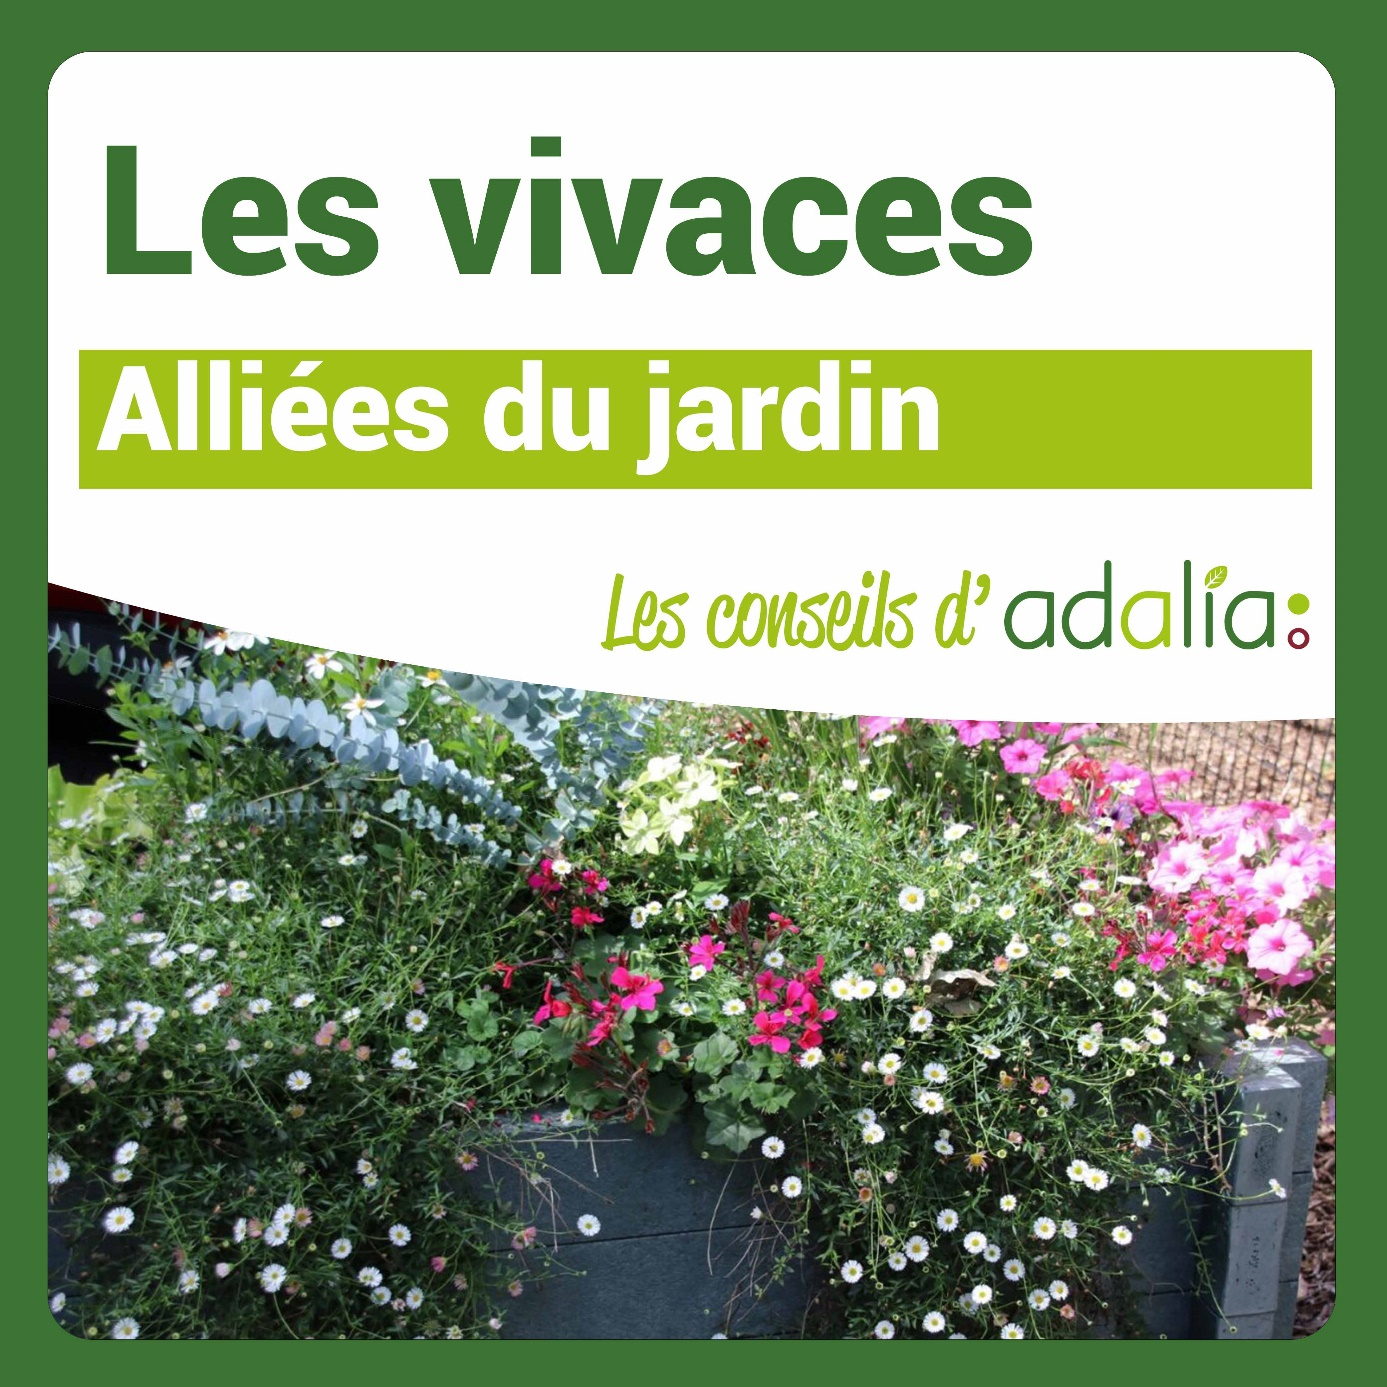 Les vivaces
Alliées du jardin
Les conseils d' adalia